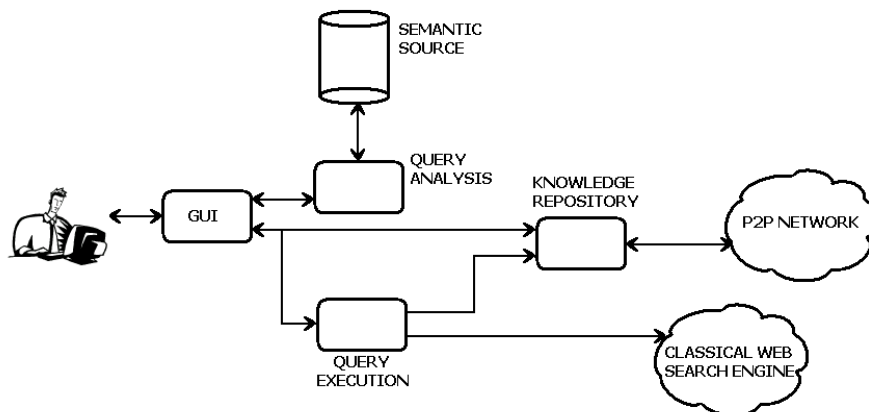 SEMANTIC
SOURCE
QUERY
ANALYSIS
GUI
KNOWLEDGE
REPOSITORY
P2P NETWORK
QUERY
EXECUTION
CLASSICAL WEB
SEARCH ENGINE